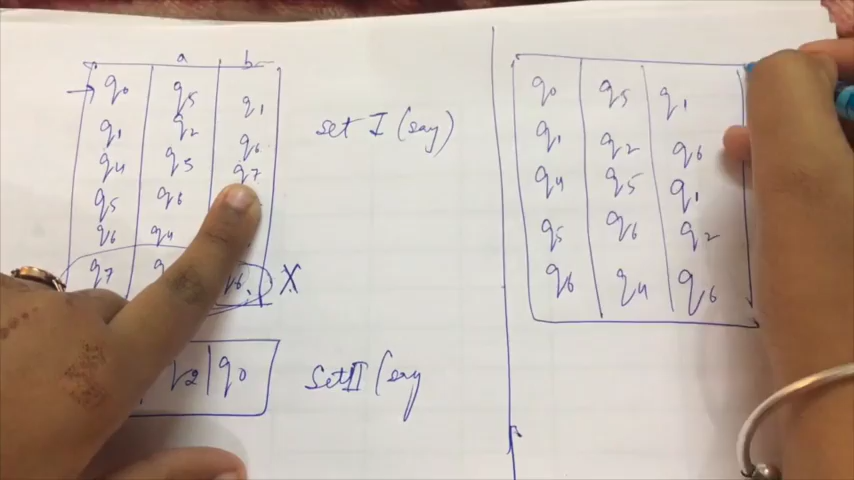 a b
→ q0 q5 q1
q1 q2 q6
q4 q5 q7
q5 q6
q6 q4
q7 q6 X
set I (say)
q2 q0
Set II (say
q0 q5 q1
q1 q2 q6
q4 q5 q1
q5 q6 q2
q6 q4 q6